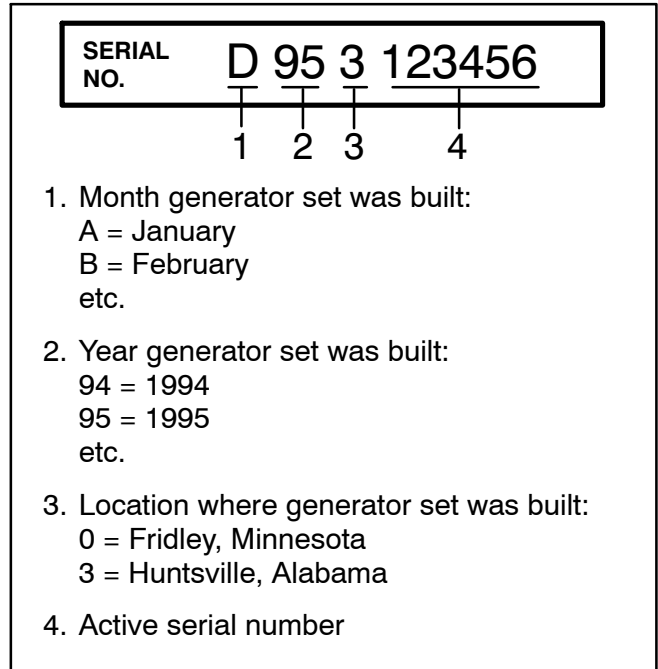 SERIAL
NO.
D 95 3 123456
1 2 3 4
1. Month generator set was built:
A = January
B = February
etc.
2. Year generator set was built:
94 = 1994
95 = 1995
etc.
3. Location where generator set was built:
0 = Fridley, Minnesota
3 = Huntsville, Alabama
4. Active serial number